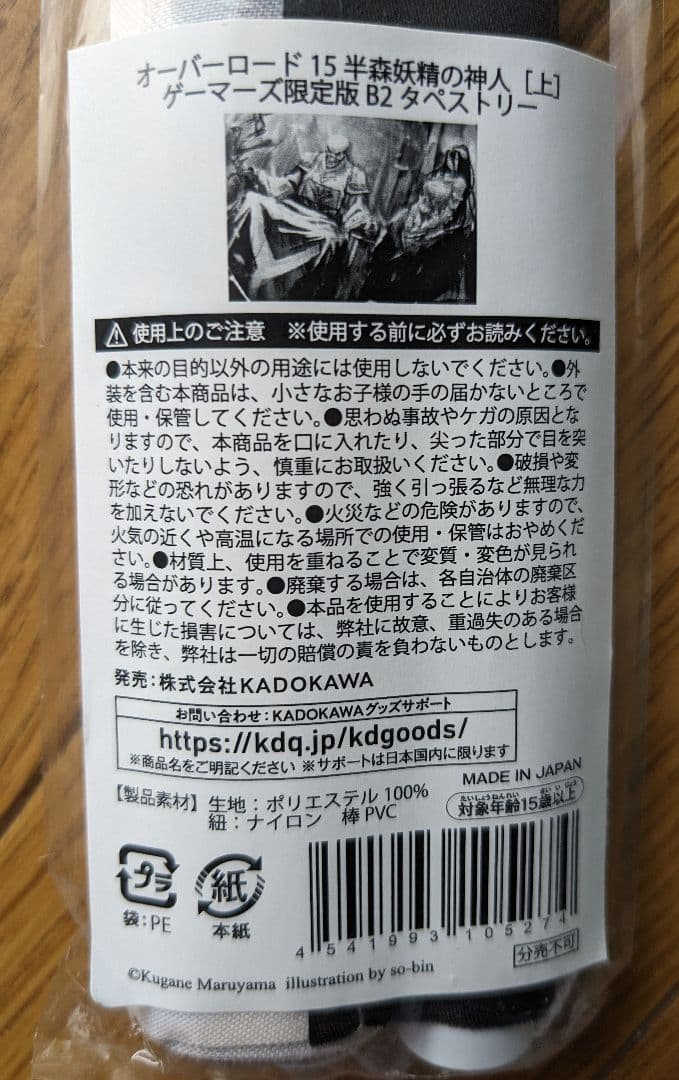 オーバーロード 15 半森妖精の神人［上］
ゲーマーズ限定版 B2 タペストリー
使用上のご注意　※使用する前に必ずお読みください。
●本来の目的以外の用途には使用しないでください。●外
装を含む本商品は、小さなお子様の手の届かないところで
使用・保管してください。●思わぬ事故やケガの原因とな
りますので、本商品を口に入れたり、尖った部分で目を突
いたりしないよう、慎重にお取扱いください。●破損や変
形などの恐れがありますので、強く引っ張るなど無理な力
を加えないでください。●火災などの危険がありますので、
火気の近くや高温になる場所での使用・保管はおやめくだ
さい。●材質上、使用を重ねることで変質・変色が見られ
る場合があります。●廃棄する場合は、各自治体の廃棄区
分に従ってください。●本品を使用することによりお客様
に生じた損害については、弊社に故意、重過失のある場合
を除き、弊社は一切の賠償の責を負わないものとします。
発売：株式会社KADOKAWA
お問い合わせ：KADOKAWAグッズサポート
https://kdq.jp/kdgoods/
※商品名をご明記ください ※サポートは日本国内に限ります
MADE IN JAPAN
【製品素材】生地：ポリエステル 100%
紐：ナイロン　棒 PVC
たいしょうねんれい さい いじょう
対象年齢15歳以上
プラ
袋：PE
紙
本紙
4 541993 105274
分売不可
©Kugane Maruyama illustration by so-bin